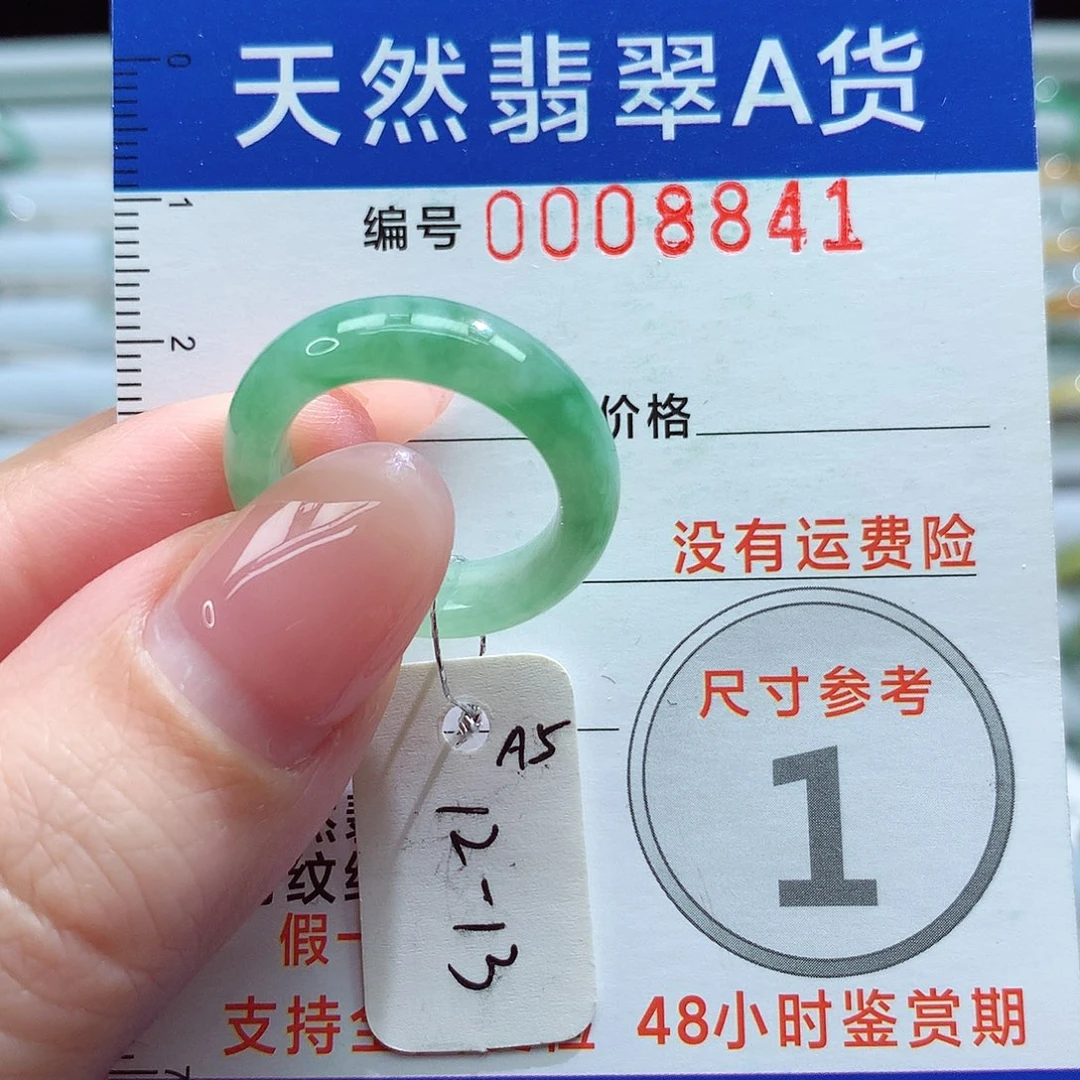 天然翡翠A货
编号 0008841
价格
没有运费险
尺寸参考
1
A5
12-13
纹
假一
支持全
48小时鉴赏期
0
1
2
7